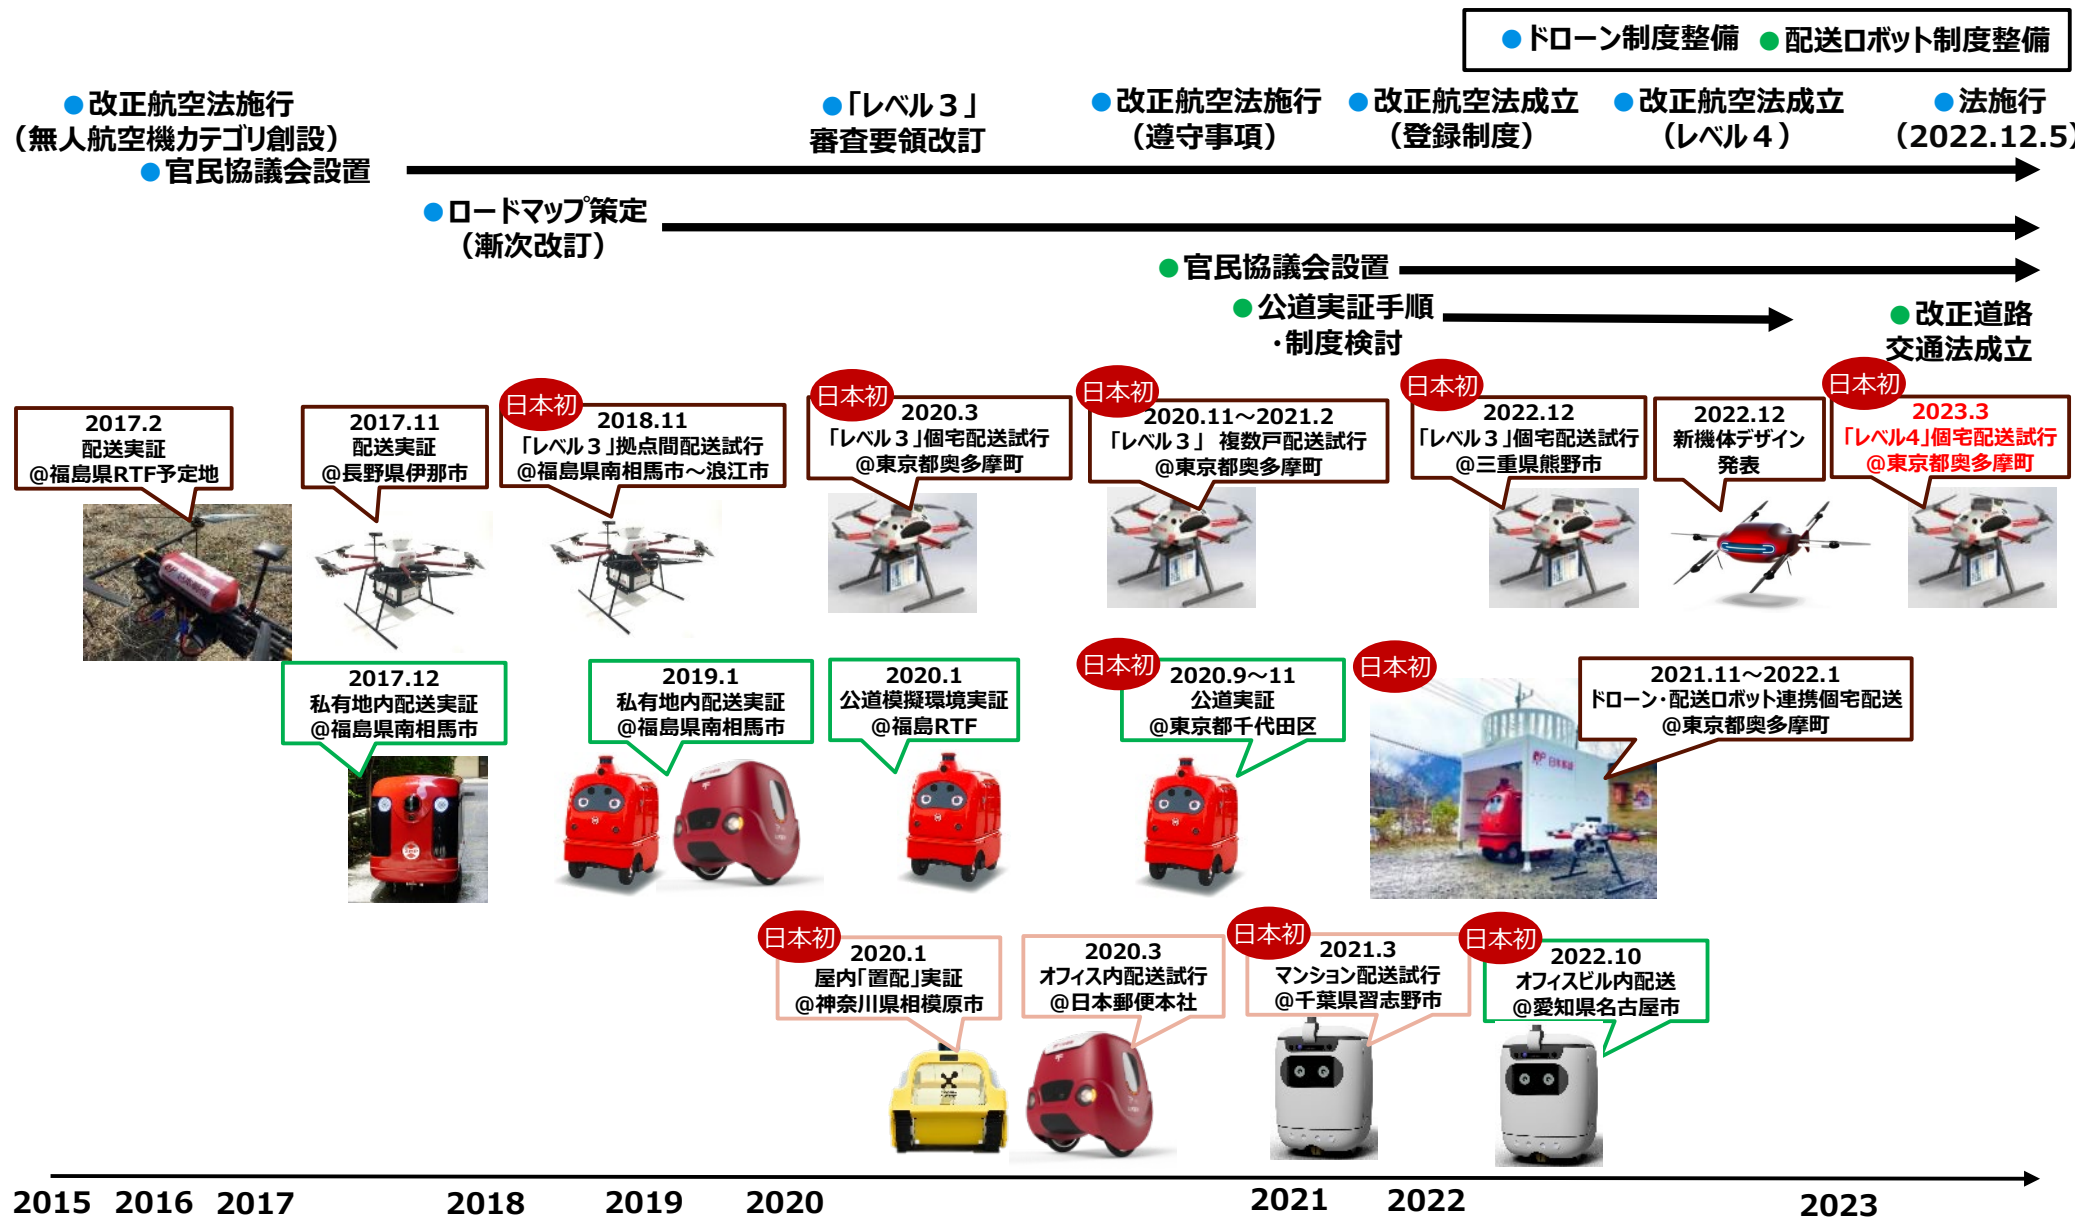 ●ドローン制度整備 ●配送ロボット制度整備
●改正航空法施行
（無人航空機カテゴリ創設）
●官民協議会設置
●「レベル３」
審査要領改訂
●改正航空法施行
（遵守事項）
●改正航空法成立
（登録制度）
●改正航空法成立
（レベル４）
●法施行
（2022.12.5）
●ロードマップ策定
（漸次改訂）
●官民協議会設置
●公道実証手順
・制度検討
●改正道路
交通法成立
2017.2
配送実証
@福島県RTF予定地
2017.11
配送実証
@長野県伊那市
日本初
2018.11
「レベル３」拠点間配送試行
@福島県南相馬市～浪江市
日本初
2020.3
「レベル３」個宅配送試行
@東京都奥多摩町
日本初
2020.11～2021.2
「レベル３」 複数戸配送試行
@東京都奥多摩町
日本初
2022.12
「レベル３」個宅配送試行
@三重県熊野市
2022.12
新機体デザイン
発表
日本初
2023.3
「レベル4」個宅配送試行
@東京都奥多摩町
2017.12
私有地内配送実証
@福島県南相馬市
2019.1
私有地内配送実証
@福島県南相馬市
2020.1
公道模擬環境実証
@福島RTF
日本初
2020.9～11
公道実証
@東京都千代田区
日本初
2021.11～2022.1
ドローン・配送ロボット連携個宅配送
@東京都奥多摩町
日本郵便
日本初
2020.1
屋内「置配」実証
@神奈川県相模原市
2020.3
オフィス内配送試行
@日本郵便本社
日本初
2021.3
マンション配送試行
@千葉県習志野市
日本初
2022.10
オフィスビル内配送
@愛知県名古屋市
2015 2016 2017 2018 2019 2020 2021 2022 2023